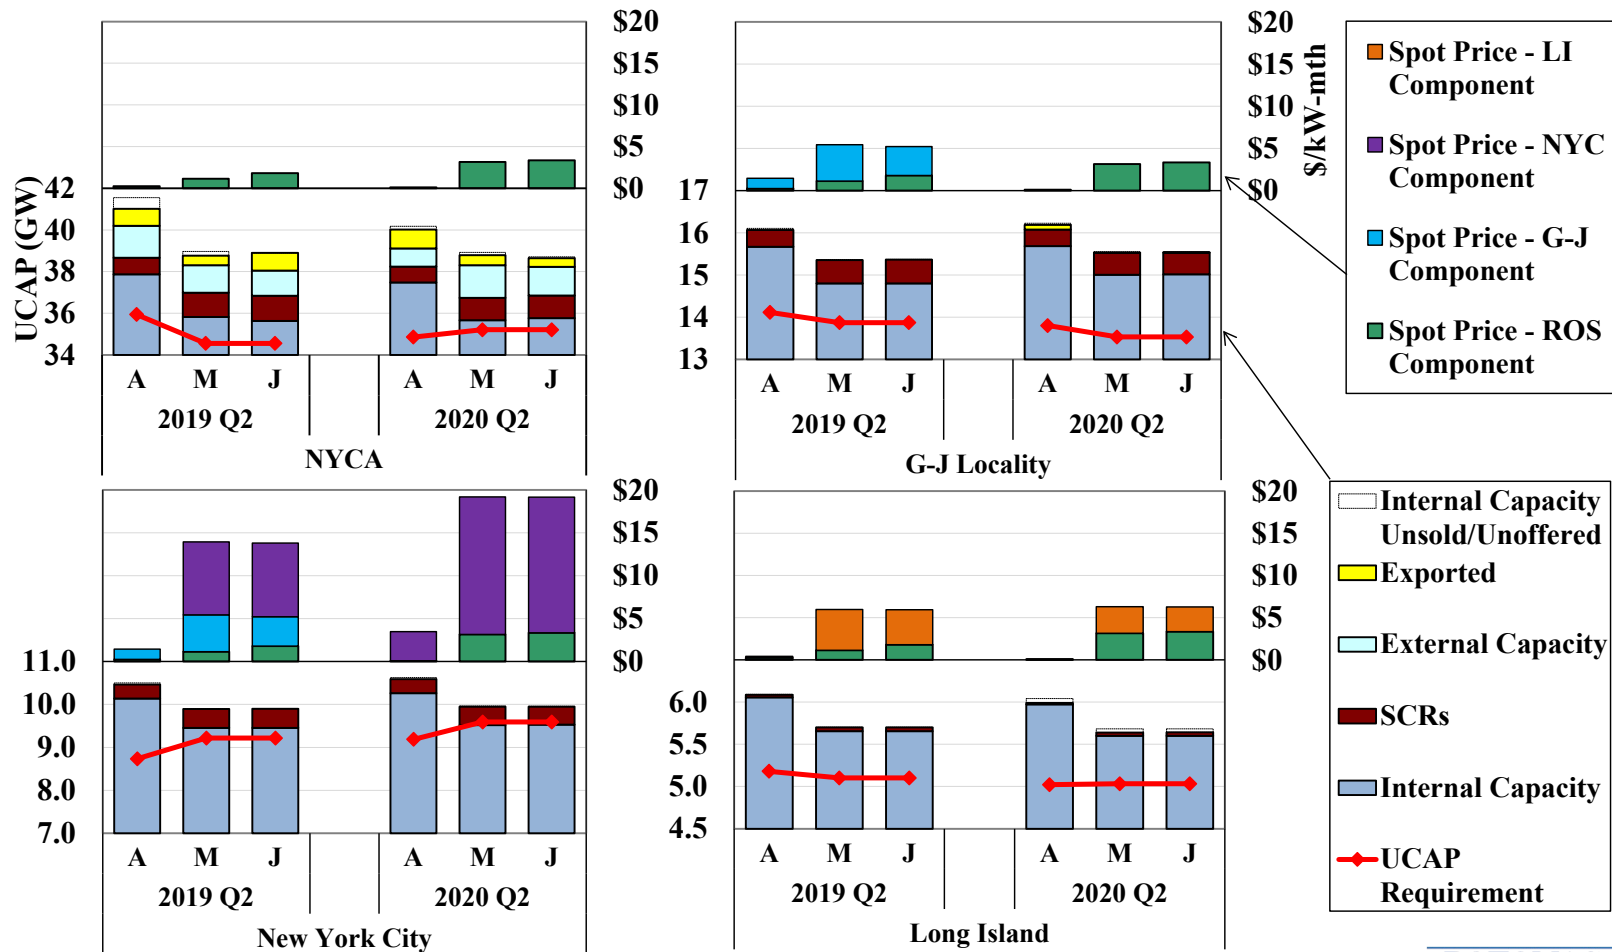 $20
$15
$10
$5
$0
UCAP (GW)
42
40
38
36
34
A M J A M J
2019 Q2 2020 Q2
NYCA
$20
$15
$10
$5
$0
$/kW-mth
17
16
15
14
13
A M J A M J
2019 Q2 2020 Q2
G-J Locality
Spot Price - LI
Component
Spot Price - NYC
Component
Spot Price - G-J
Component
Spot Price - ROS
Component
$20
$15
$10
$5
$0
11.0
10.0
9.0
8.0
7.0
A M J A M J
2019 Q2 2020 Q2
New York City
$20
$15
$10
$5
$0
6.0
5.5
5.0
4.5
A M J A M J
2019 Q2 2020 Q2
Long Island
Internal Capacity
Unsold/Unoffered
Exported
External Capacity
SCRs
Internal Capacity
UCAP
Requirement